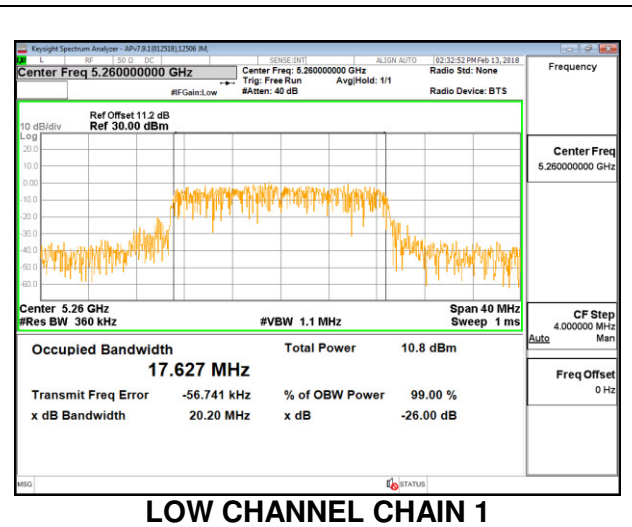 Keysight Spectrum Analyzer - APv7.9.1(012518),12506 JM,
L RF 50 Ω DC SENSE:INT ALIGN AUTO 02:32:52 PM Feb 13, 2018
Center Freq 5.260000000 GHz
Center Freq: 5.260000000 GHz
Radio Std: None
Trig: Free Run Avg|Hold: 1/1
#IFGain:Low #Atten: 40 dB Radio Device: BTS
Frequency
Ref Offset 11.2 dB
10 dB/div Ref 30.00 dBm
Log
20.0
10.0
0.00
-10.0
-20.0
-30.0
-40.0
-50.0
-60.0
Center 5.26 GHz Span 40 MHz
#Res BW 360 kHz #VBW 1.1 MHz Sweep 1 ms
Occupied Bandwidth Total Power 10.8 dBm
17.627 MHz
Transmit Freq Error -56.741 kHz % of OBW Power 99.00 %
x dB Bandwidth 20.20 MHz x dB -26.00 dB
Center Freq
5.260000000 GHz
CF Step
4.000000 MHz
Auto Man
Freq Offset
0 Hz
MSG STATUS
LOW CHANNEL CHAIN 1